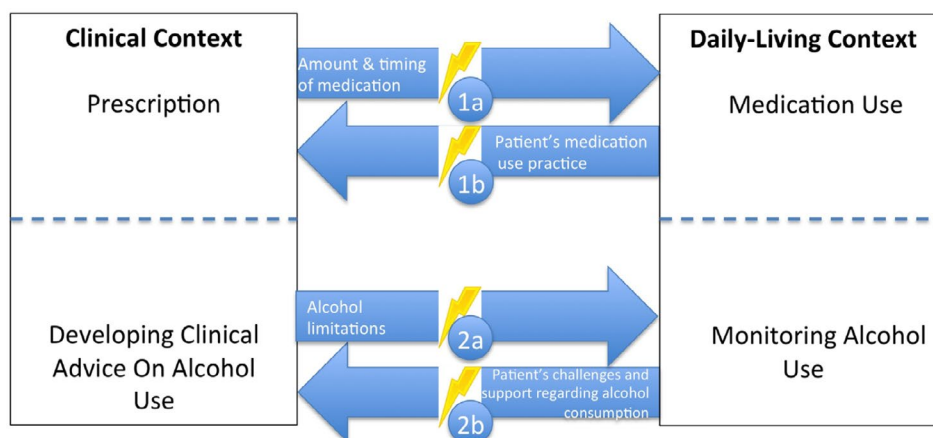 Clinical Context
Daily-Living Context
Amount & timing
of medication
Prescription
1a
Medication Use
Patient's medication
use practice
1b
Alcohol
limitations
2a
Developing Clinical
Advice On Alcohol
Use
Monitoring Alcohol
Use
Patient's challenges and
support regarding alcohol
consumption
2b